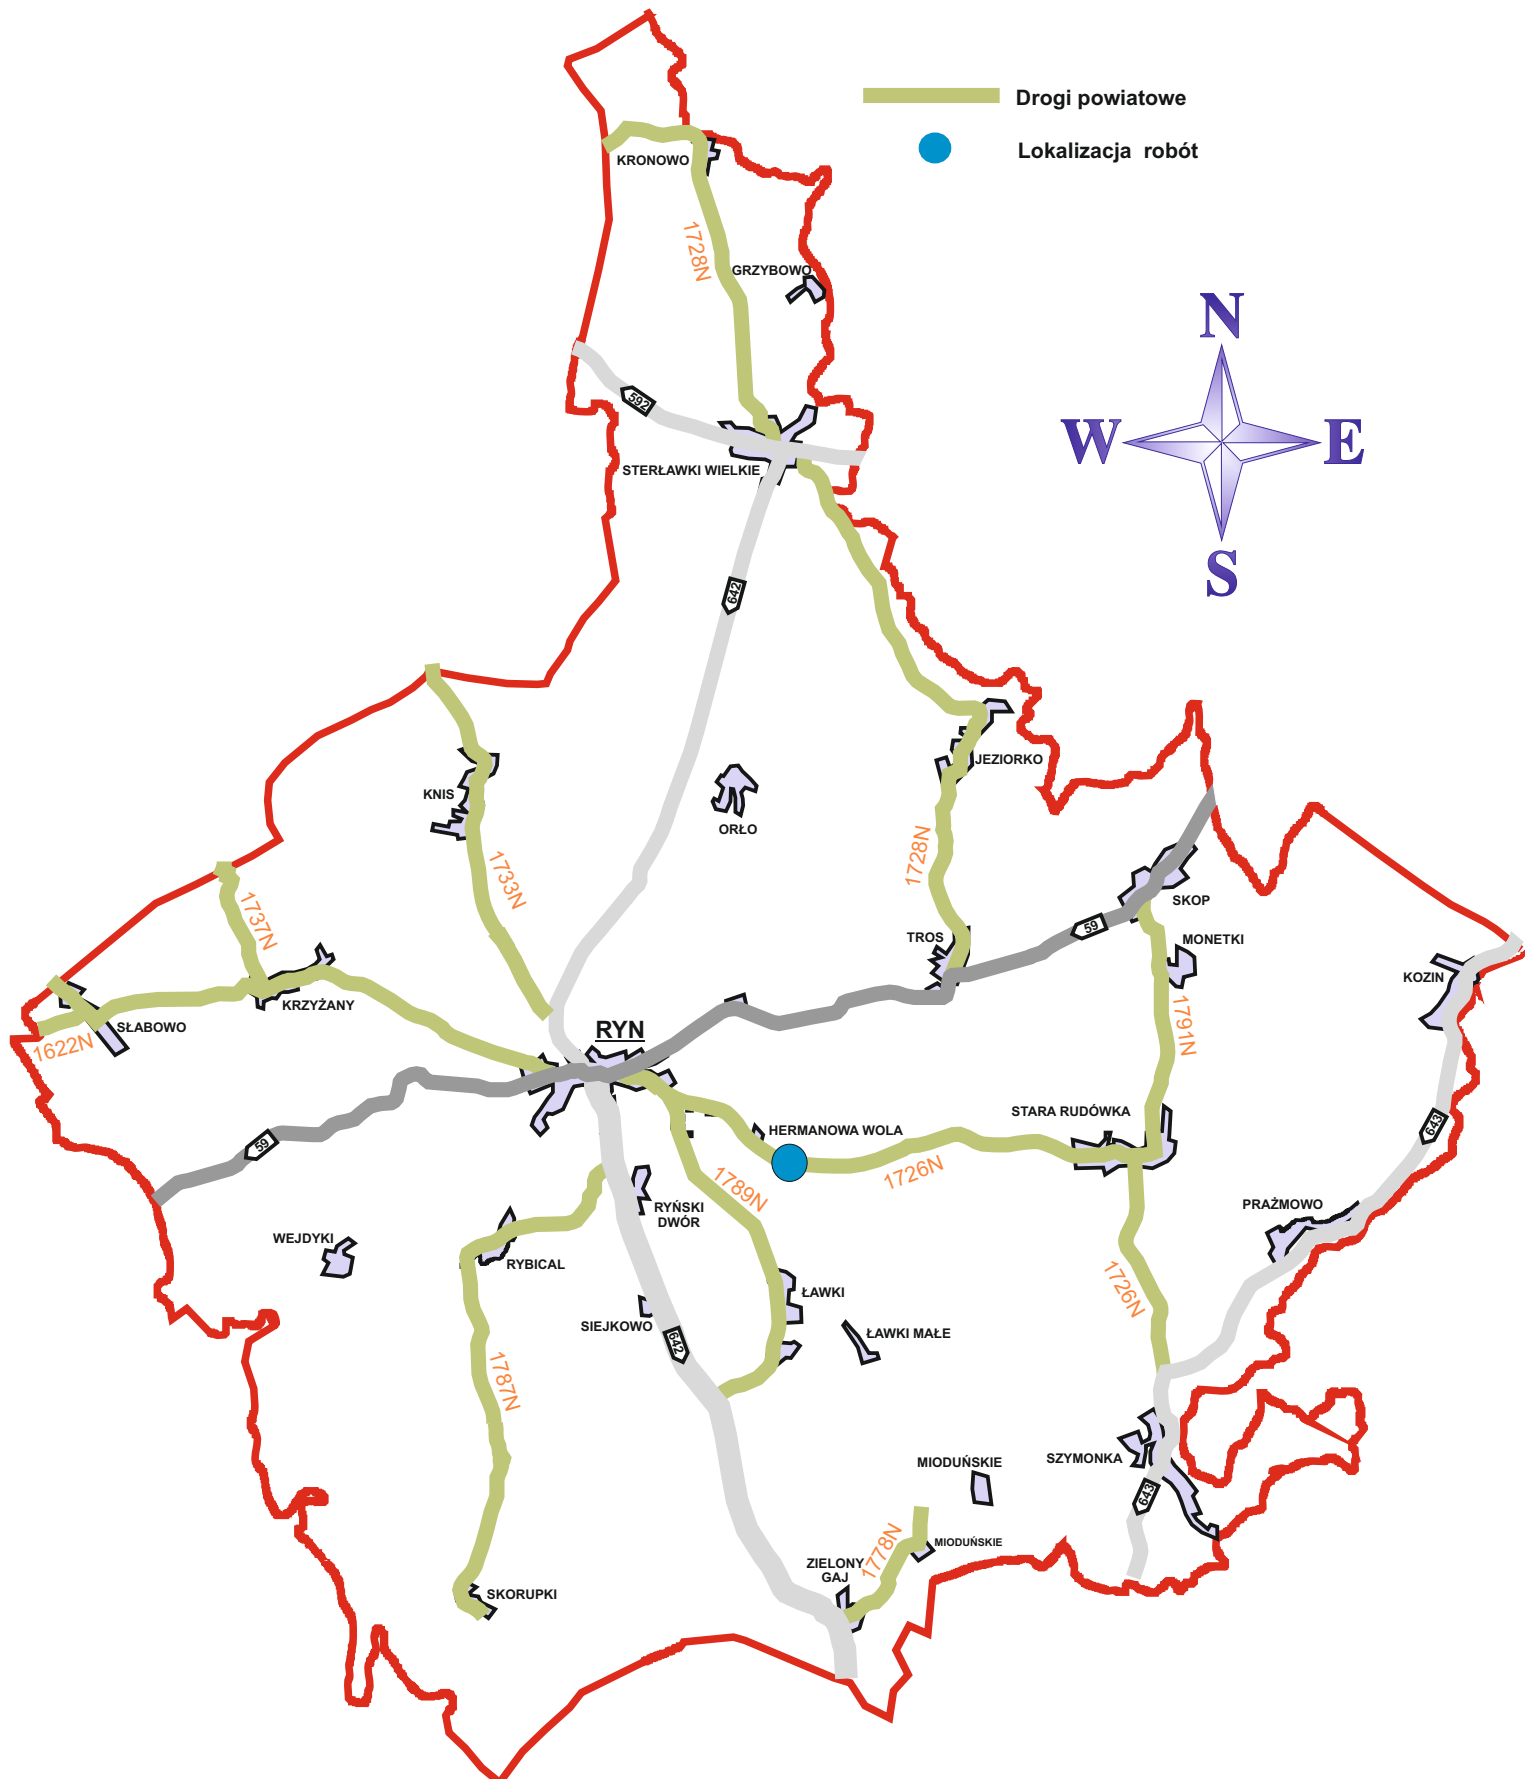 Drogi powiatowe
Lokalizacja robót
KRONOWO
1728N
GRZYBOWO
N
592
W
E
STERŁAWKI WIELKIE
S
642
JEZIORKO
KNIS
ORŁO
1728N
1733N
SKOP
1737N
59
TROS
MONETKI
KOZIN
KRZYŻANY
SŁABOWO
1622N
RYN
1791N
STARA RUDÓWKA
HERMANOWA WOLA
643
59
1726N
1789N
RYŃSKI
DWÓR
PRAŻMOWO
WEJDYKI
RYBICAL
1726N
ŁAWKI
SIEJKOWO
ŁAWKI MAŁE
642
1787N
SZYMONKA
MIODUŃSKIE
643
MIODUŃSKIE
1778N
ZIELONY
GAJ
SKORUPKI